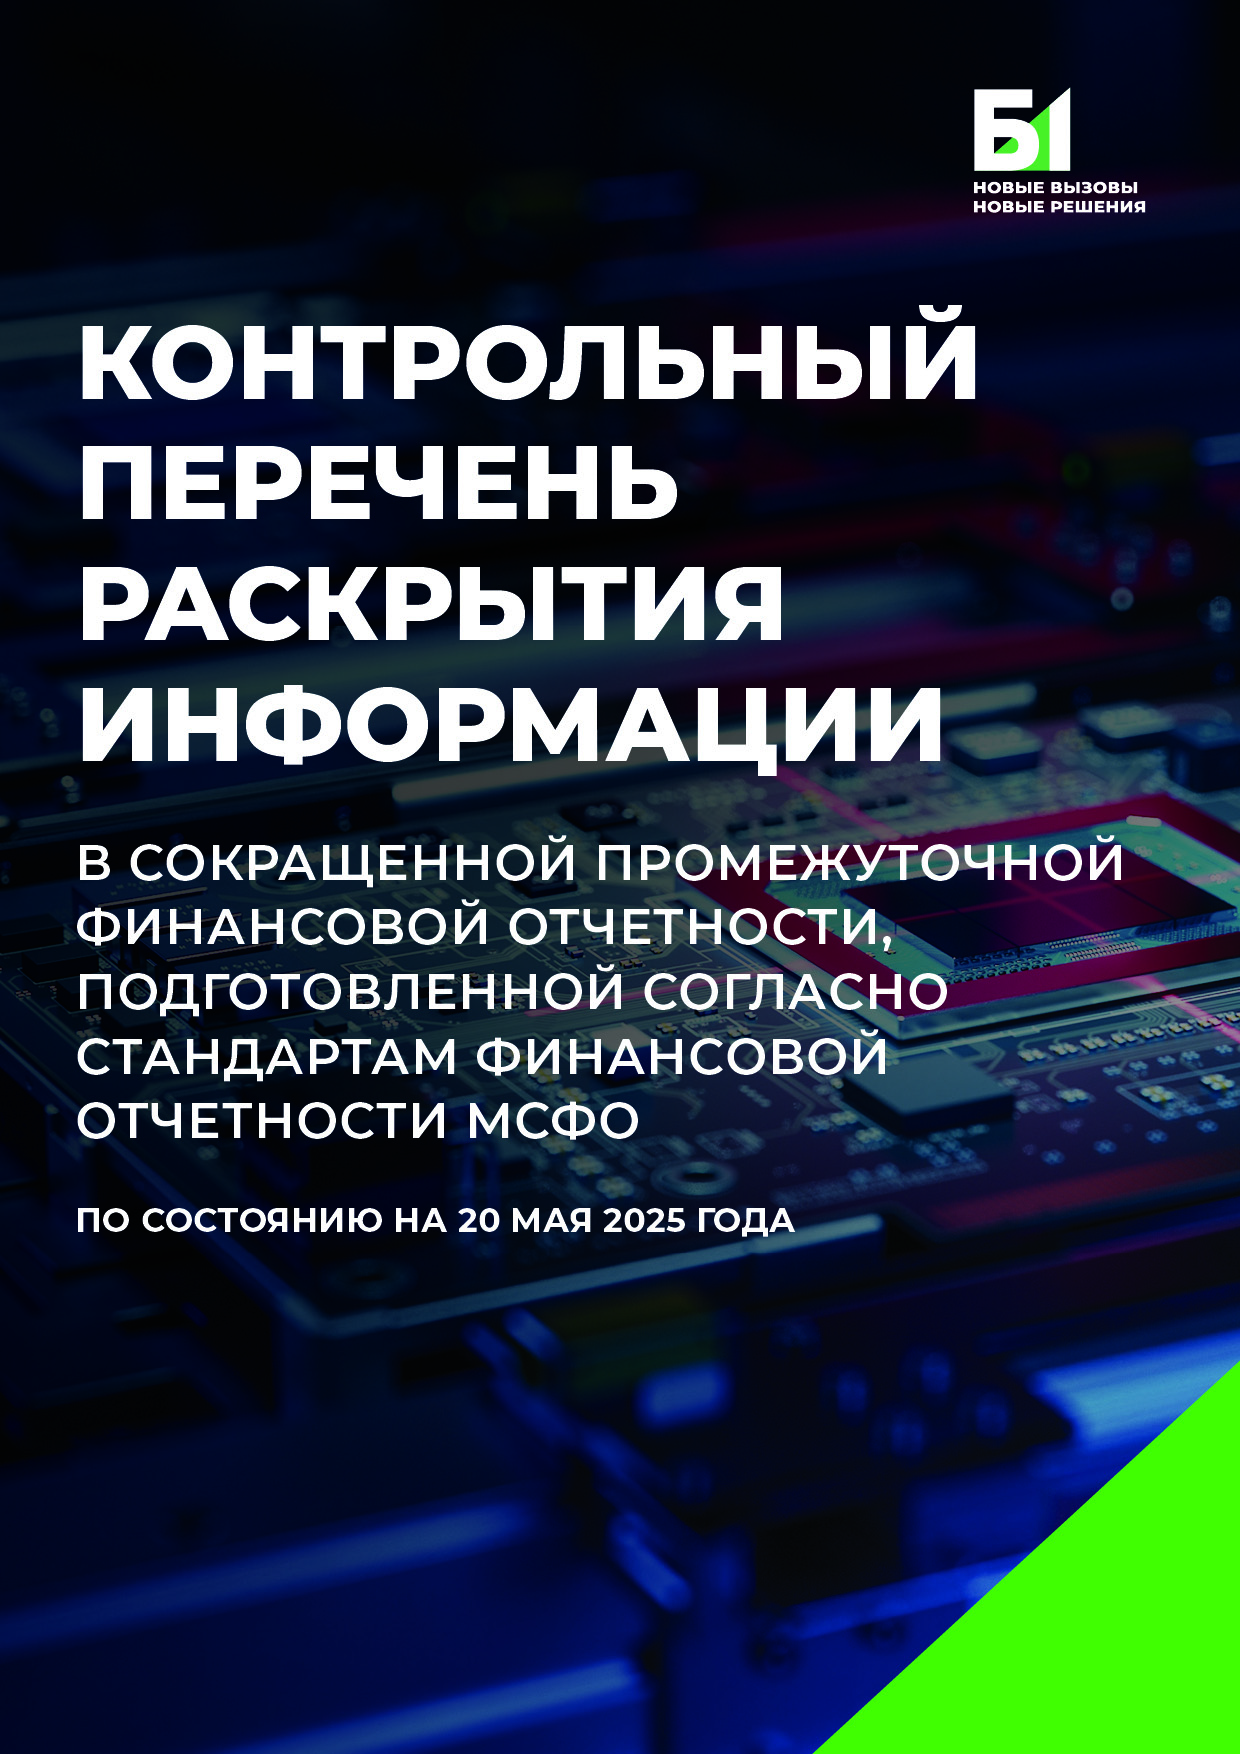 Б1
НОВЫЕ ВЫЗОВЫ
НОВЫЕ РЕШЕНИЯ
КОНТРОЛЬНЫЙ
ПЕРЕЧЕНЬ
РАСКРЫТИЯ
ИНФОРМАЦИИ
В СОКРАЩЕННОЙ ПРОМЕЖУТОЧНОЙ
ФИНАНСОВОЙ ОТЧЕТНОСТИ,
ПОДГОТОВЛЕННОЙ СОГЛАСНО
СТАНДАРТАМ ФИНАНСОВОЙ
ОТЧЕТНОСТИ МСФО
ПО СОСТОЯНИЮ НА 20 МАЯ 2025 ГОДА